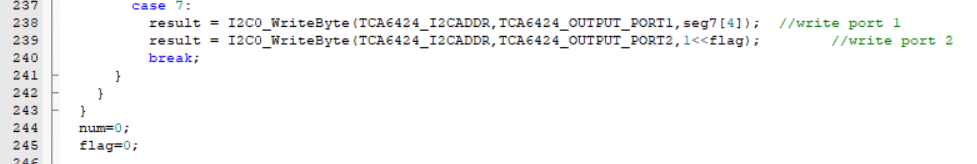 237 case 7:
238 result = I2C0_WriteByte(TCA6424_I2CADDR,TCA6424_OUTPUT_PORT1,seg7[4]); //write port 1
239 result = I2C0_WriteByte(TCA6424_I2CADDR,TCA6424_OUTPUT_PORT2,1<<flag); //write port 2
240 break;
241 }
242 }
243 }
244 num=0;
245 flag=0;
246